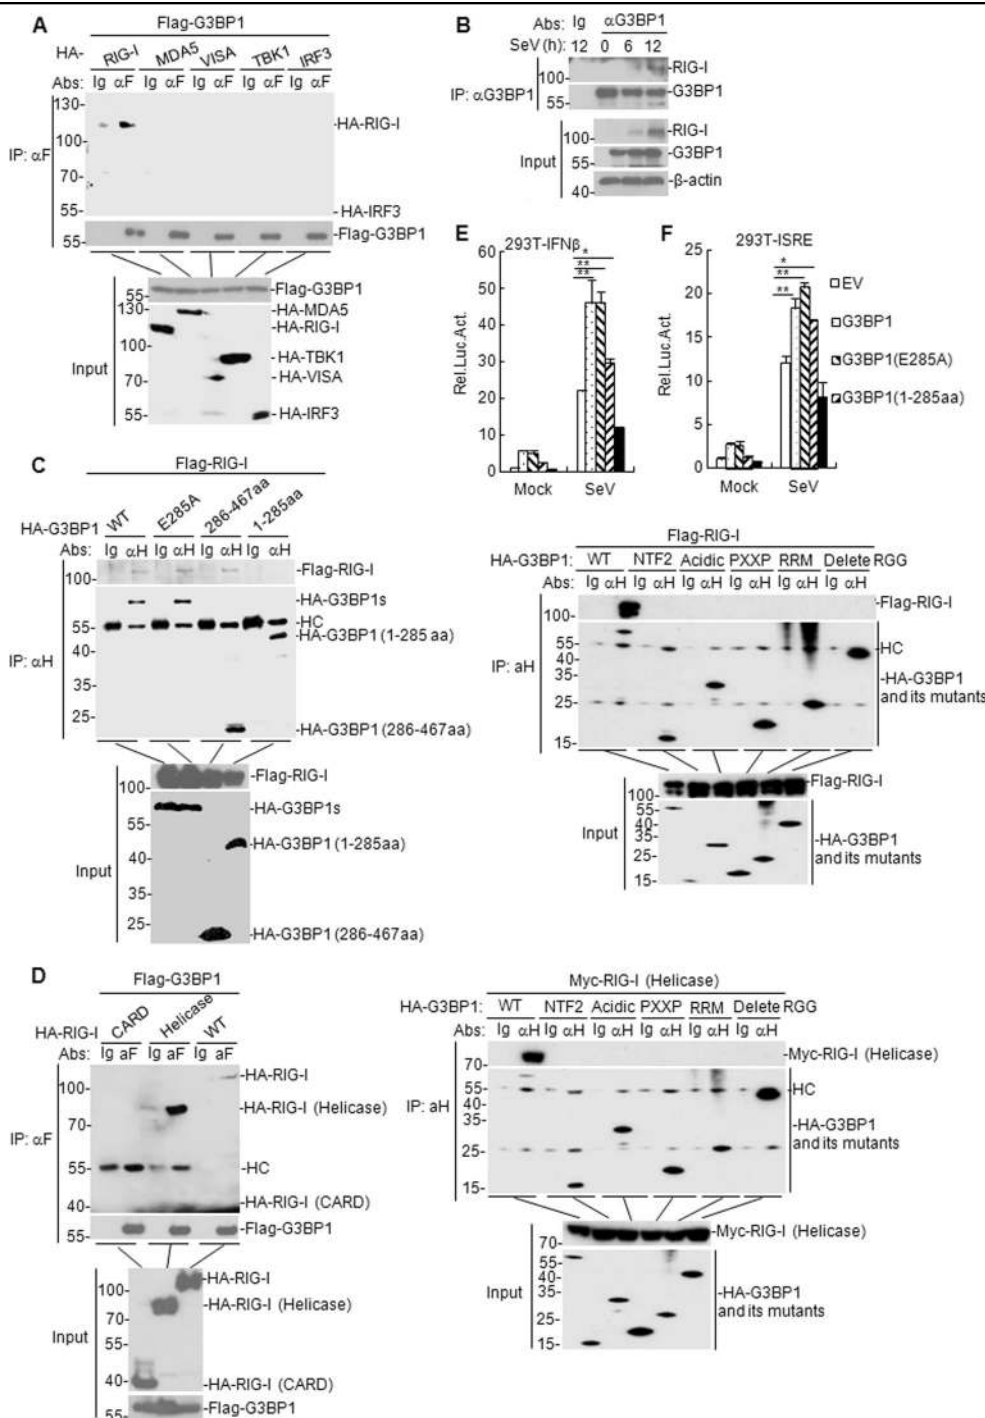 A
Flag-G3BP1
HA- RIG-I MDA5 VISA TBK1 IRF3
Abs: Ig αF Ig αF Ig αF Ig αF Ig αF
IP: αF
130-
100-
70-
55-
55-
-HA-RIG-I
-HA-IRF3
-Flag-G3BP1
Input
55-
130-
100-
70-
55-
-Flag-G3BP1
-HA-MDA5
-HA-RIG-I
-HA-TBK1
-HA-VISA
-HA-IRF3
B
Abs: Ig αG3BP1
SeV (h): 12 0 6 12
IP: αG3BP1
100-
55-
-RIG-I
-G3BP1
Input
100-
55-
40-
-RIG-I
-G3BP1
-β-actin
E
293T-IFNβ
Rel.Luc.Act.
60
50
40
30
20
10
0
*
**
**
Mock SeV
F
293T-ISRE
Rel.Luc.Act.
25
20
15
10
5
0
*
**
**
Mock SeV
EV
G3BP1
G3BP1(E285A)
G3BP1(1-285aa)
C
Flag-RIG-I
HA-G3BP1 WT E285A 286-467aa 1-285aa
Abs: Ig αH Ig αH Ig αH Ig αH
IP: αH
100-
100-
70-
55-
40-
35-
25-
-Flag-RIG-I
-HA-G3BP1s
-HC
-HA-G3BP1 (1-285 aa)
-HA-G3BP1 (286-467aa)
Input
100-
100-
70-
55-
40-
35-
25-
-Flag-RIG-I
-HA-G3BP1s
-HA-G3BP1 (1-285aa)
-HA-G3BP1 (286-467aa)
Flag-RIG-I
HA-G3BP1: WT NTF2 Acidic PXXP RRM Delete RGG
Abs: Ig αH Ig αH Ig αH Ig αH Ig αH Ig αH
IP: aH
100-
55-
40-
35-
25-
15-
-Flag-RIG-I
-HC
-HA-G3BP1
and its mutants
Input
100-
55-
40-
35-
25-
15-
-Flag-RIG-I
-HA-G3BP1
and its mutants
D
Flag-G3BP1
HA-RIG-I CARD Helicase WT
Abs: Ig aF Ig aF Ig aF
IP: αF
100-
70-
55-
40-
55-
-HA-RIG-I
-HA-RIG-I (Helicase)
-HC
-HA-RIG-I (CARD)
-Flag-G3BP1
Input
100-
70-
55-
40-
55-
-HA-RIG-I
-HA-RIG-I (Helicase)
-HA-RIG-I (CARD)
-Flag-G3BP1
Myc-RIG-I (Helicase)
HA-G3BP1: WT NTF2 Acidic PXXP RRM Delete RGG
Abs: Ig αH Ig αH Ig αH Ig αH Ig αH Ig αH
IP: aH
70-
55-
40-
35-
25-
15-
-Myc-RIG-I (Helicase)
-HC
-HA-G3BP1
and its mutants
Input
70-
55-
40-
35-
25-
15-
-Myc-RIG-I (Helicase)
-HA-G3BP1
and its mutants